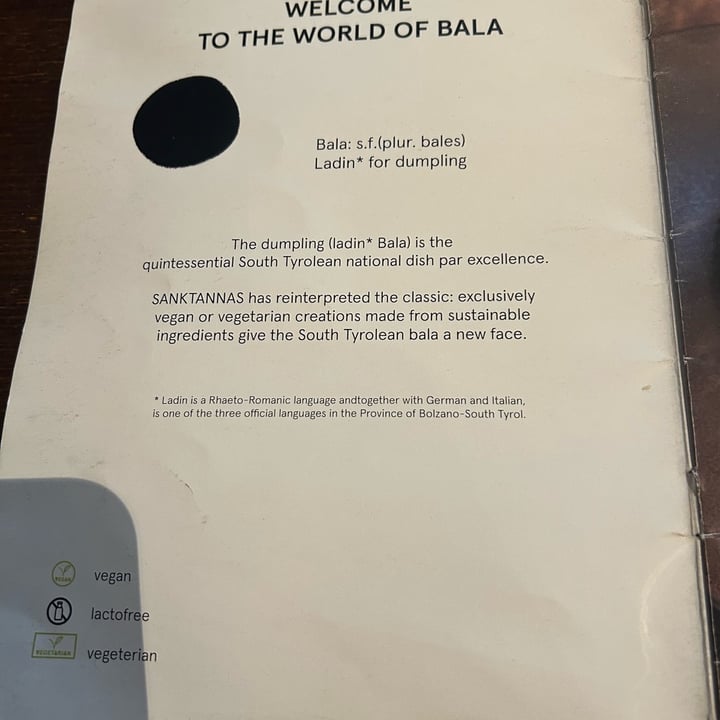 WELCOME
TO THE WORLD OF BALA
Bala: s.f.(plur. bales)
Ladin* for dumpling
The dumpling (ladin* Bala) is the
quintessential South Tyrolean national dish par excellence.
SANKTANNAS has reinterpreted the classic: exclusively
vegan or vegetarian creations made from sustainable
ingredients give the South Tyrolean bala a new face.
* Ladin is a Rhaeto-Romanic language andtogether with German and Italian,
is one of the three official languages in the Province of Bolzano-South Tyrol.
VEGAN vegan
lactofree
VEGETARIAN vegeterian